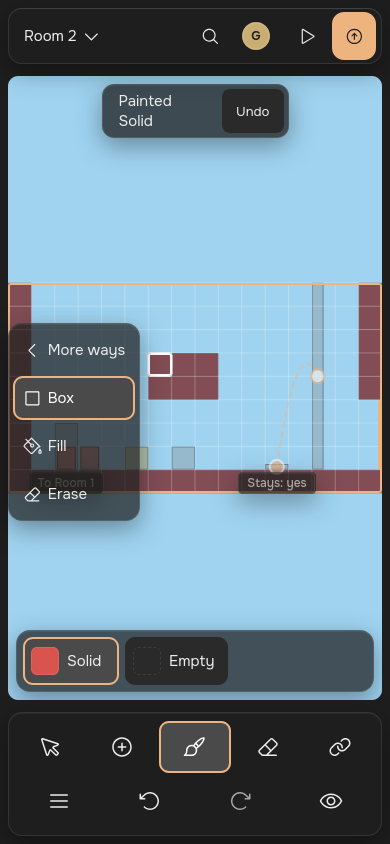 Room 2
G
Painted
Solid
Undo
More ways
Box
Fill
Erase
To Room 1
Stays: yes
Solid
Empty